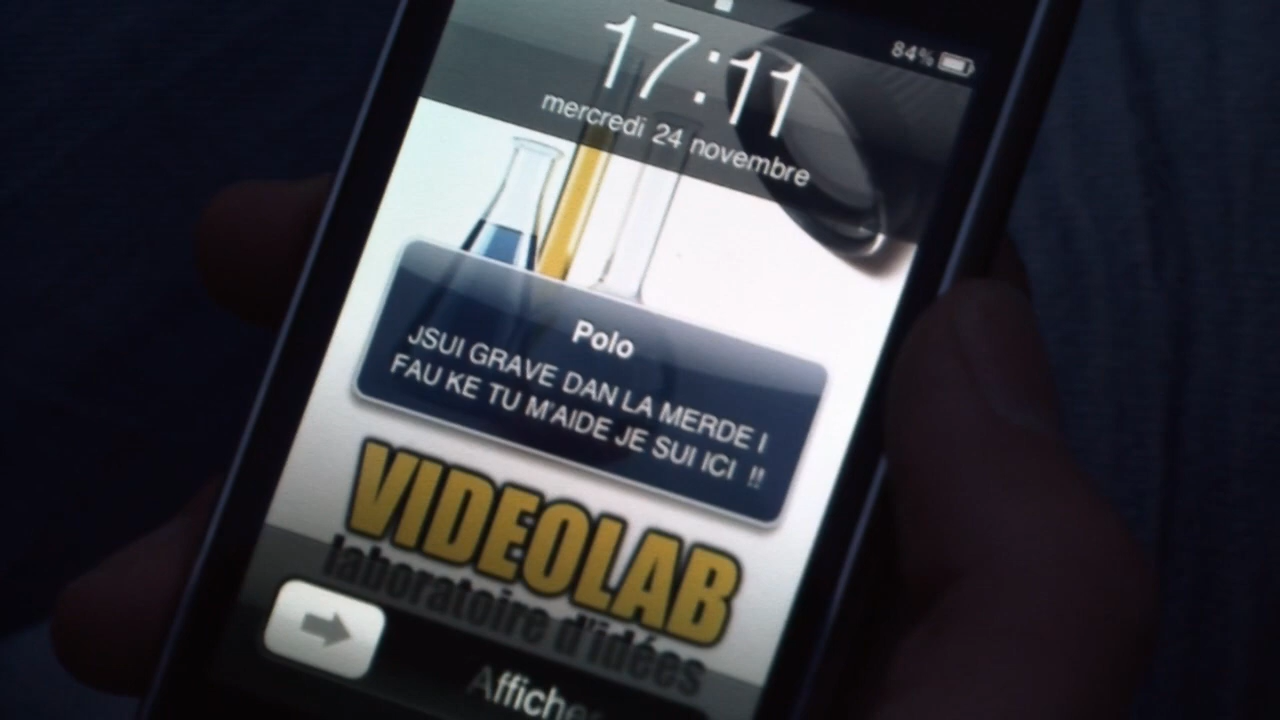 84%
17:11
mercredi 24 novembre
Polo
JSUI GRAVE DAN LA MERDE !
FAU KE TU M'AIDE JE SUI ICI !!
VIDEOLAB
laboratoire d'idées